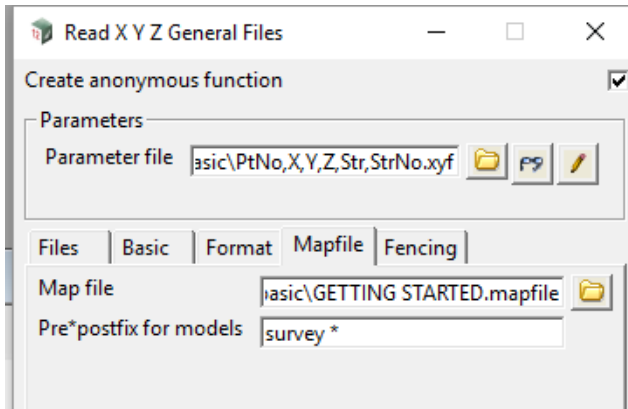 Read X Y Z General Files
Create anonymous function
Parameters
Parameter file asic\PtNo,X,Y,Z,Str,StrNo.xyf
Files Basic Format Mapfile Fencing
Map file asic\GETTING STARTED.mapfile
Pre*postfix for models survey *